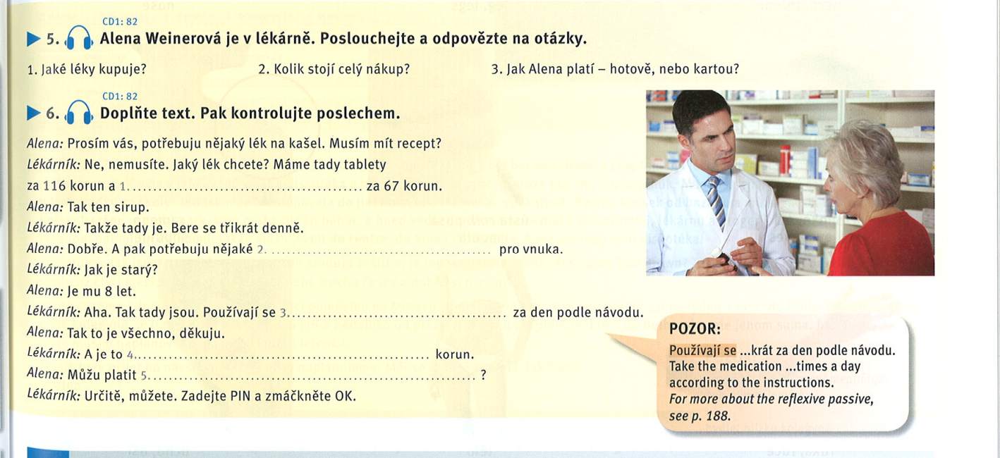 CD1: 82
5. Alena Weinerová je v lékárně. Poslouchejte a odpovězte na otázky.
1. Jaké léky kupuje? 2. Kolik stojí celý nákup? 3. Jak Alena platí – hotově, nebo kartou?
CD1: 82
6. Doplňte text. Pak kontrolujte poslechem.
Alena: Prosím vás, potřebuju nějaký lék na kašel. Musím mít recept?
Lékárník: Ne, nemusíte. Jaký lék chcete? Máme tady tablety
za 116 korun a 1. ................................................ za 67 korun.
Alena: Tak ten sirup.
Lékárník: Takže tady je. Bere se třikrát denně.
Alena: Dobře. A pak potřebuju nějaké 2. ................................................ pro vnuka.
Lékárník: Jak je starý?
Alena: Je mu 8 let.
Lékárník: Aha. Tak tady jsou. Používají se 3. ................................................ za den podle návodu.
Alena: Tak to je všechno, děkuju.
Lékárník: A je to 4. ................................................ korun.
Alena: Můžu platit 5. ................................................ ?
Lékárník: Určitě, můžete. Zadejte PIN a zmáčkněte OK.
POZOR:
Používají se ...krát za den podle návodu.
Take the medication ...times a day
according to the instructions.
For more about the reflexive passive,
see p. 188.